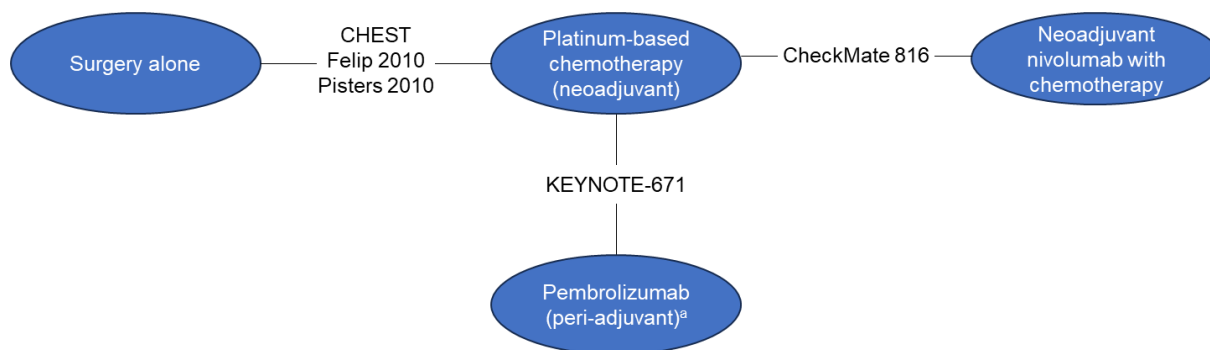 Surgery alone
CHEST
Felip 2010
Pisters 2010
Platinum-based
chemotherapy
(neoadjuvant)
CheckMate 816
Neoadjuvant
nivolumab with
chemotherapy
KEYNOTE-671
Pembrolizumab
(peri-adjuvant)ᵃ